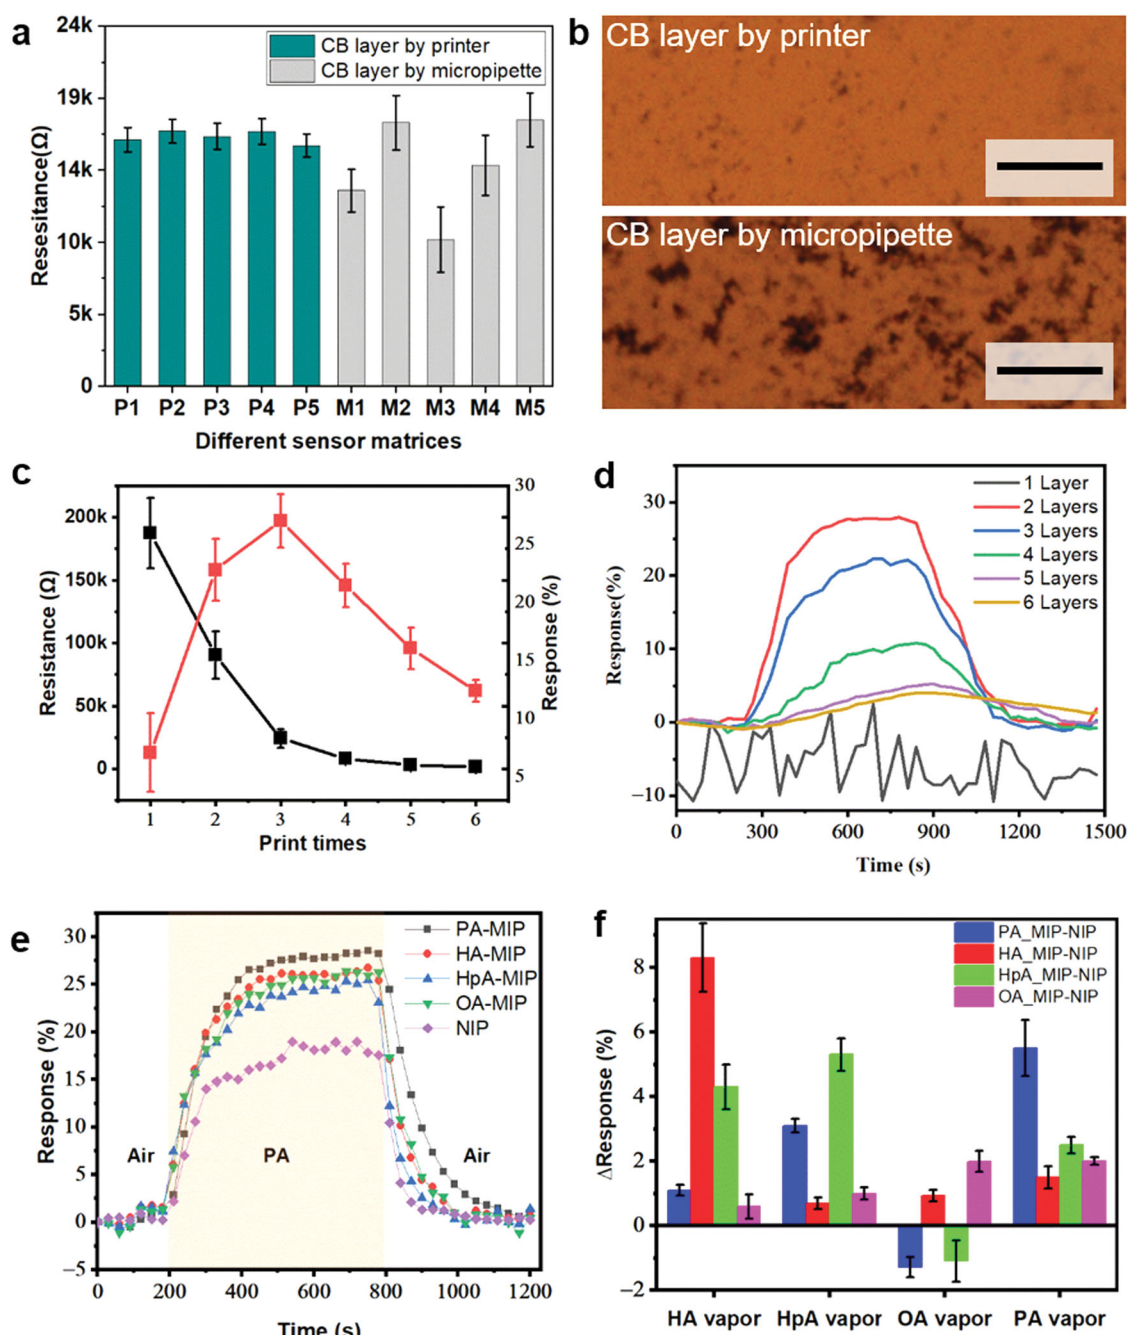 a
24k
19k
14k
10k
5k
0
Resesitance(Ω)
CB layer by printer
CB layer by micropipette
P1 P2 P3 P4 P5 M1 M2 M3 M4 M5
Different sensor matrices
b
CB layer by printer
CB layer by micropipette
c
200k
150k
100k
50k
0
Resistance (Ω)
30
25
20
15
10
5
Response (%)
1 2 3 4 5 6
Print times
d
30
20
10
0
−10
Response(%)
1 Layer
2 Layers
3 Layers
4 Layers
5 Layers
6 Layers
0 300 600 900 1200 1500
Time (s)
e
30
25
20
15
10
5
0
−5
Response (%)
PA-MIP
HA-MIP
HpA-MIP
OA-MIP
NIP
Air PA Air
0 200 400 600 800 1000 1200
Time (s)
f
8
6
4
2
0
−2
ΔResponse (%)
PA_MIP-NIP
HA_MIP-NIP
HpA_MIP-NIP
OA_MIP-NIP
HA vapor HpA vapor OA vapor PA vapor